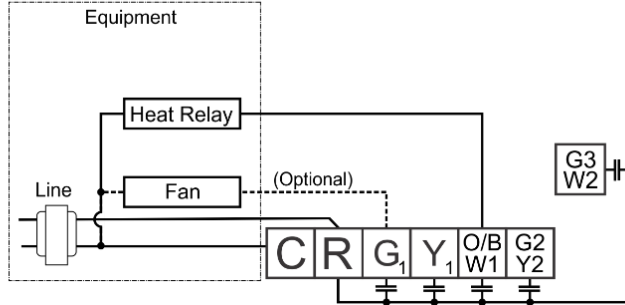 Equipment
Heat Relay
Line
Fan
(Optional)
G3
W2
C
R
G1
Y1
O/B
W1
G2
Y2